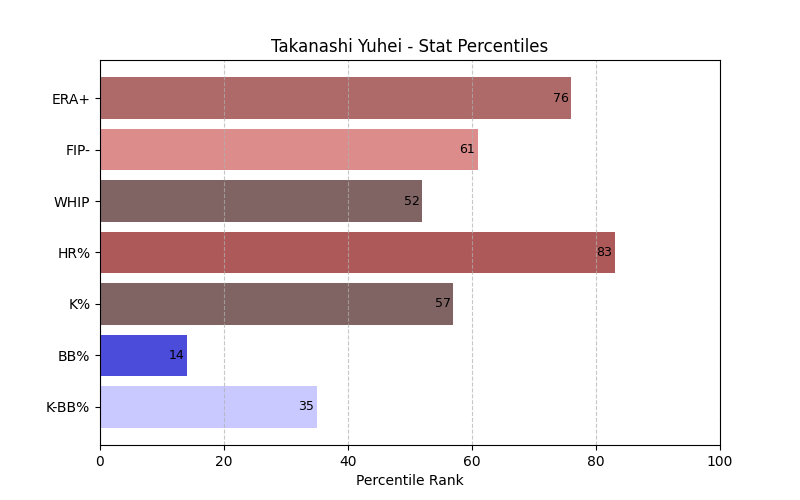 Takanashi Yuhei - Stat Percentiles
ERA+ 76
FIP- 61
WHIP 52
HR% 83
K% 57
BB% 14
K-BB% 35
0 20 40 60 80 100
Percentile Rank